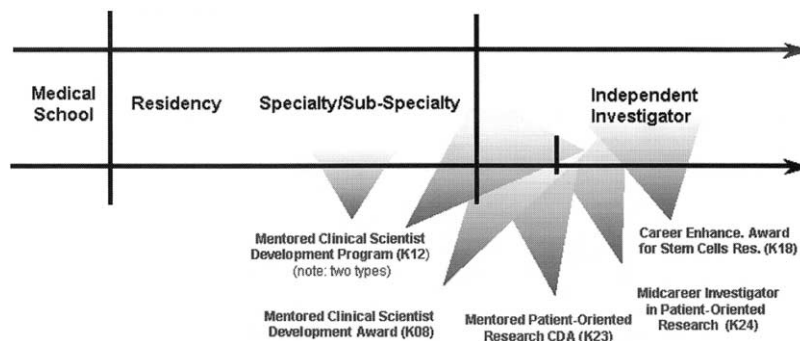 Medical
School
Residency
Specialty/Sub-Specialty
Independent
Investigator
Mentored Clinical Scientist
Development Program (K12)
(note: two types)
Career Enhance. Award
for Stem Cells Res. (K18)
Mentored Clinical Scientist
Development Award (K08)
Mentored Patient-Oriented
Research CDA (K23)
Midcareer Investigator
in Patient-Oriented
Research (K24)